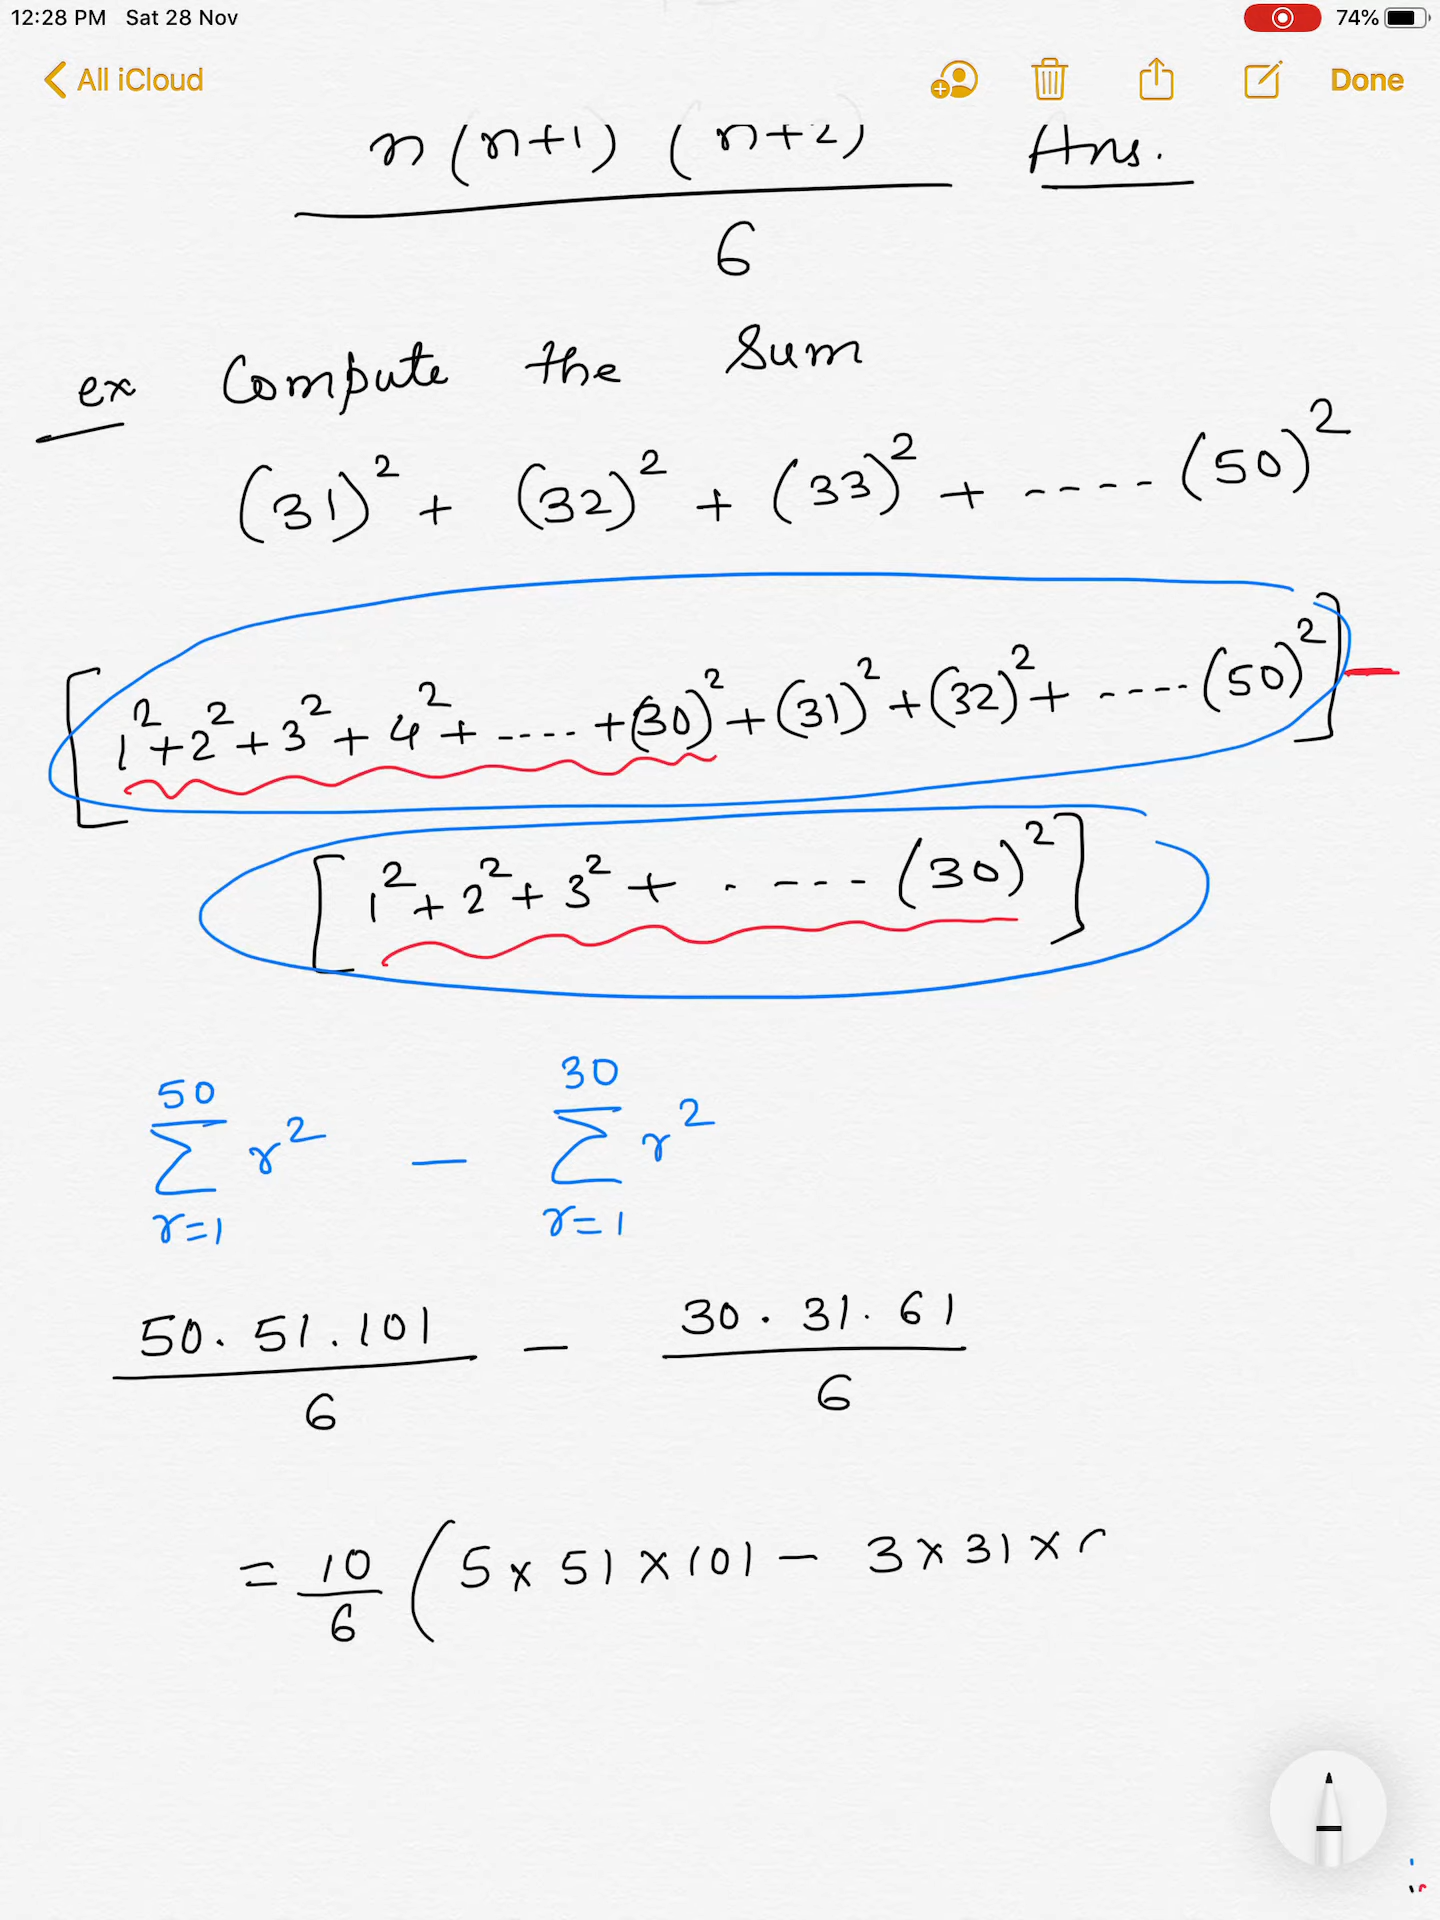 12:28 PM Sat 28 Nov 74%
All iCloud Done
n(n+1) (n+2) Ans.
6
ex Compute the Sum
(31)² + (32)² + (33)² + ---- (50)²
[1²+2²+3²+4²+ ---- +(30)²+(31)²+(32)²+ ---- (50)²] −
[1²+2²+3²+ ---- (30)²]
50 30
∑ r² − ∑ r²
r=1 r=1
50.51.101 − 30.31.61
6 6
= 10/6 (5×51×101 − 3×31×